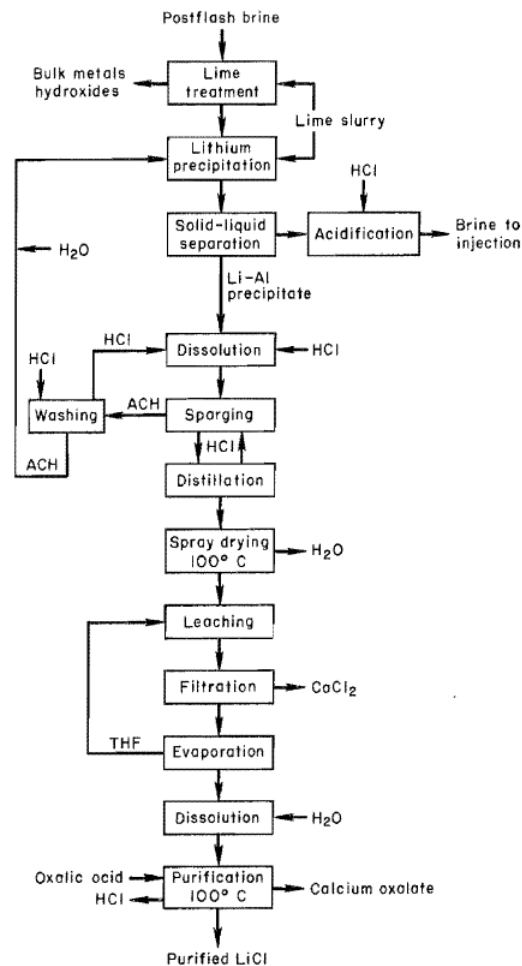 Postflash brine
Bulk metals
hydroxides
Lime
treatment
Lime slurry
Lithium
precipitation
HCl
Solid-liquid
separation
Acidification
Brine to
injection
H₂O
Li-Al
precipitate
HCl
HCl
Dissolution
HCl
Washing
ACH
Sparging
HCl
ACH
Distillation
Spray drying
100° C
H₂O
Leaching
Filtration
CaCl₂
THF
Evaporation
Dissolution
H₂O
Oxalic acid
HCl
Purification
100° C
Calcium oxalate
Purified LiCl